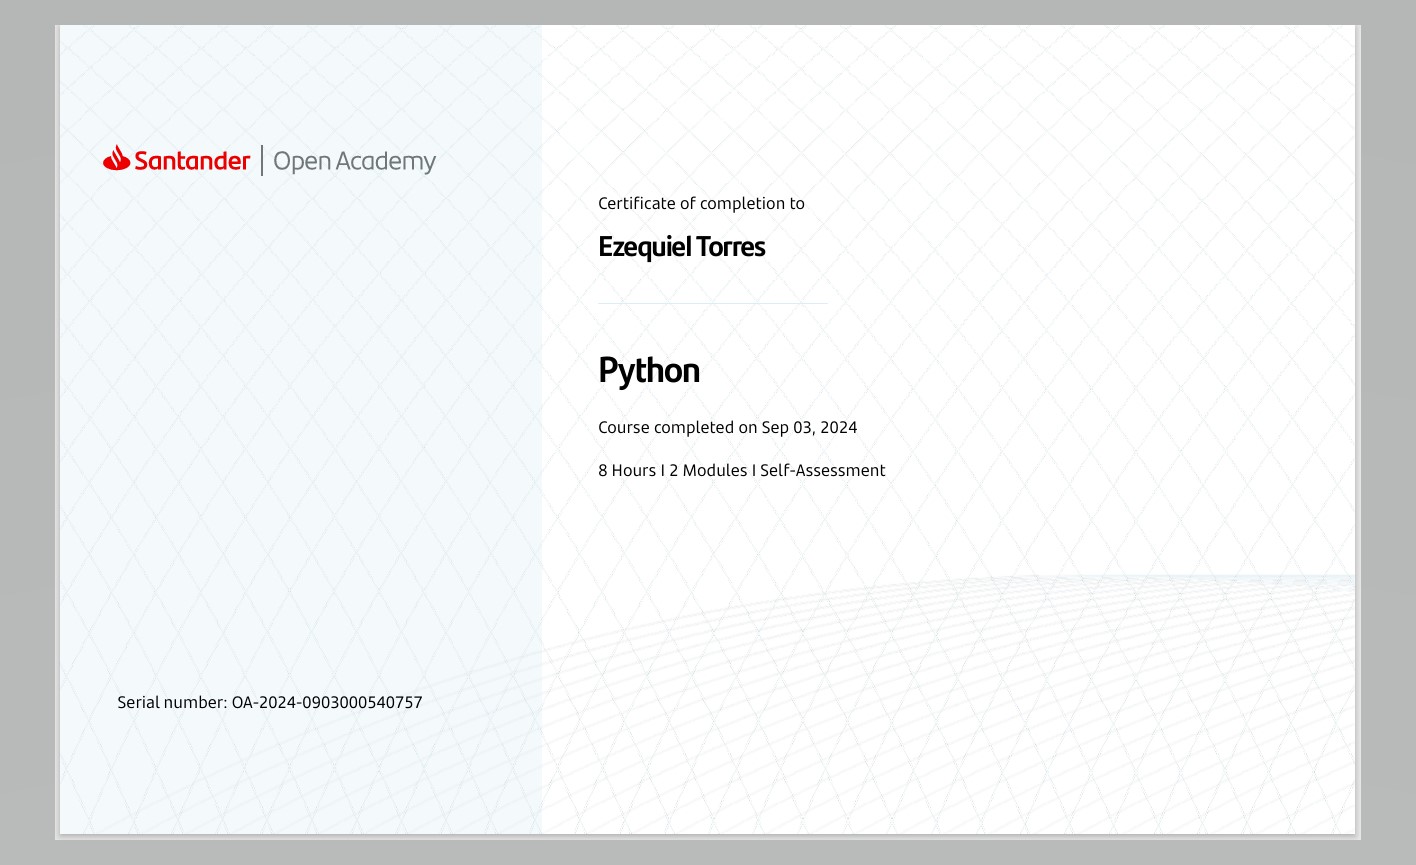 Santander | Open Academy
Certificate of completion to
Ezequiel Torres
Python
Course completed on Sep 03, 2024
8 Hours I 2 Modules I Self-Assessment
Serial number: OA-2024-0903000540757